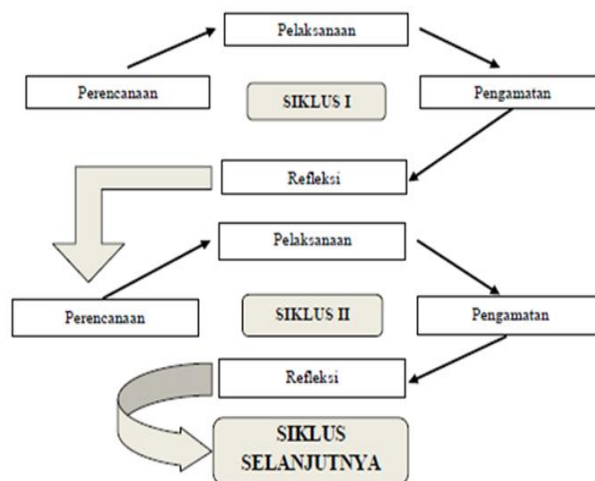 Pelaksanaan
Perencanaan
SIKLUS I
Pengamatan
Refleksi
Pelaksanaan
Perencanaan
SIKLUS II
Pengamatan
Refleksi
SIKLUS
SELANJUTNYA